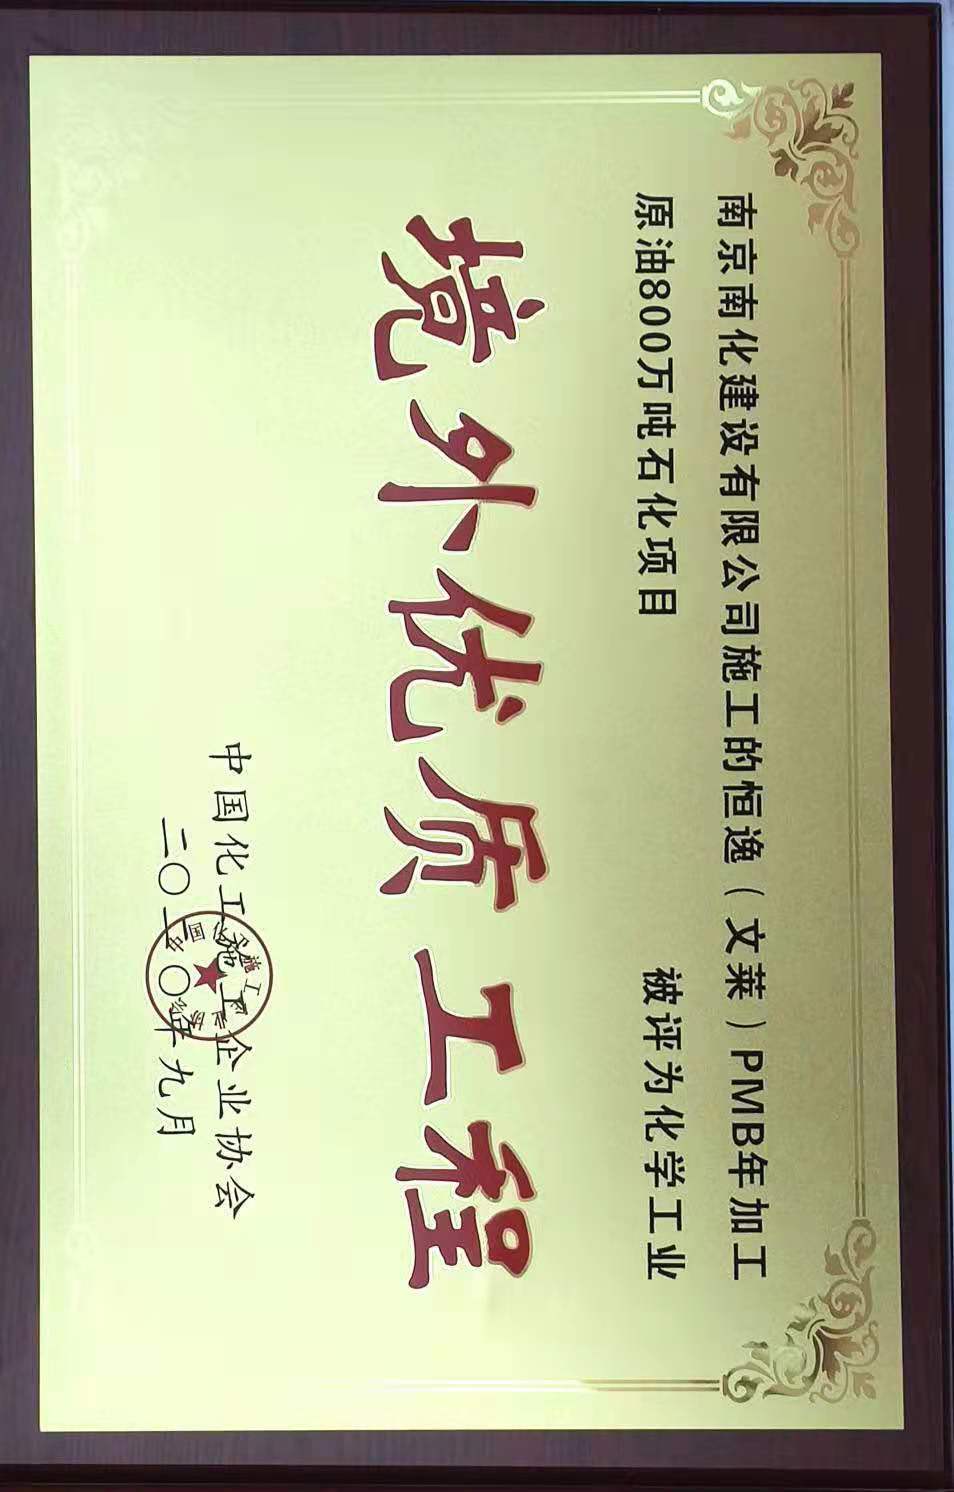 南京南化建设有限公司施工的恒逸（文莱）PMB年加工
原油800万吨石化项目 被评为化学工业
境外优质工程
中国化工施工企业协会
二〇二〇年九月